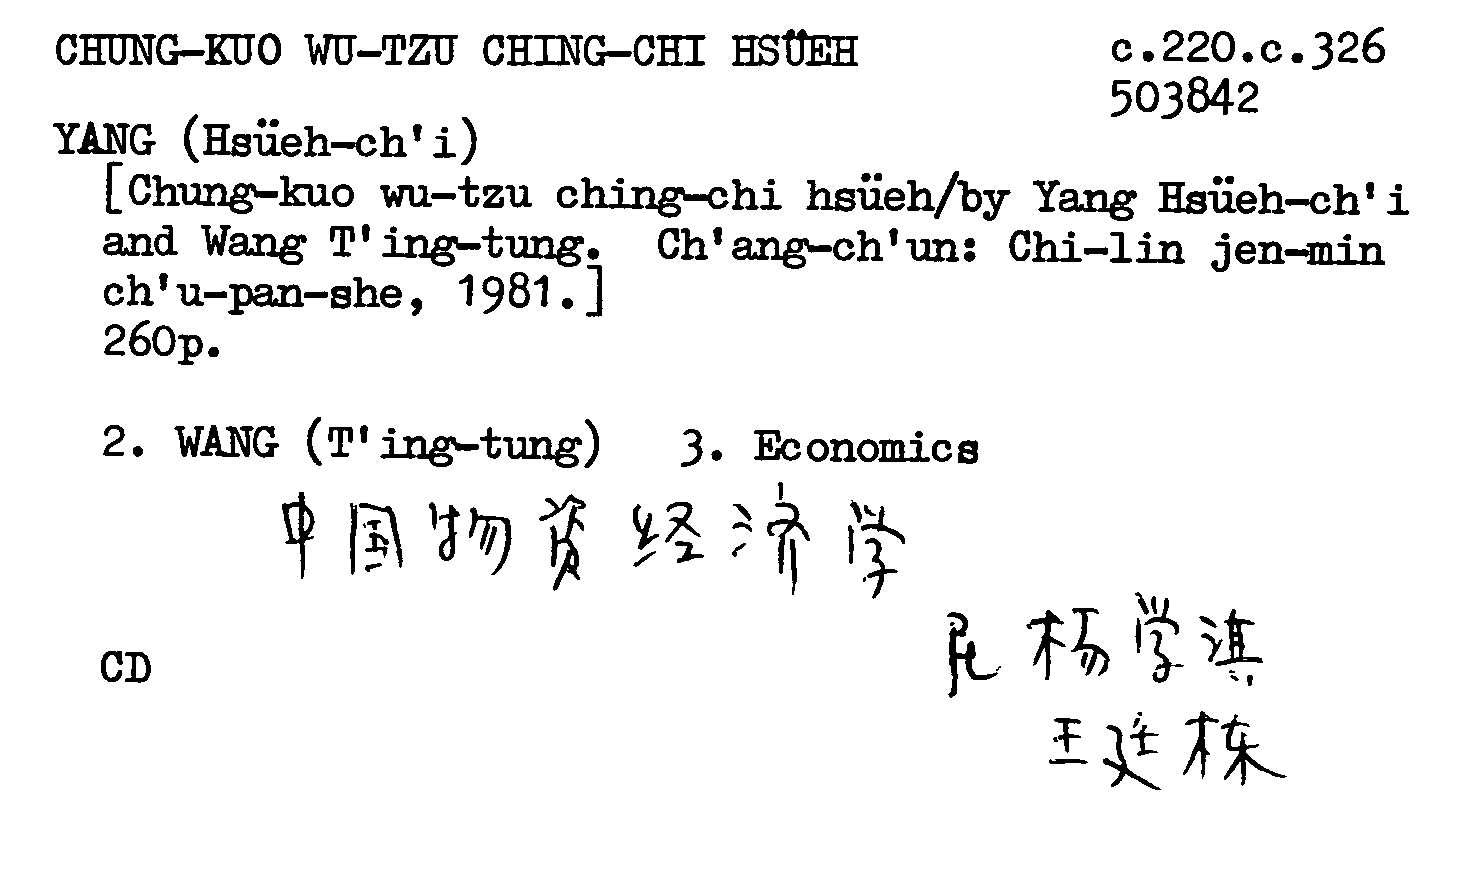 CHUNG-KUO WU-TZU CHING-CHI HSÜEH c.220.c.326
503842
YANG (Hsüeh-ch'i)
[Chung-kuo wu-tzu ching-chi hsüeh/by Yang Hsüeh-ch'i
and Wang T'ing-tung. Ch'ang-ch'un: Chi-lin jen-min
ch'u-pan-she, 1981.]
260p.
2. WANG (T'ing-tung) 3. Economics
中国物资经济学
杨学淇
CD
王廷栋